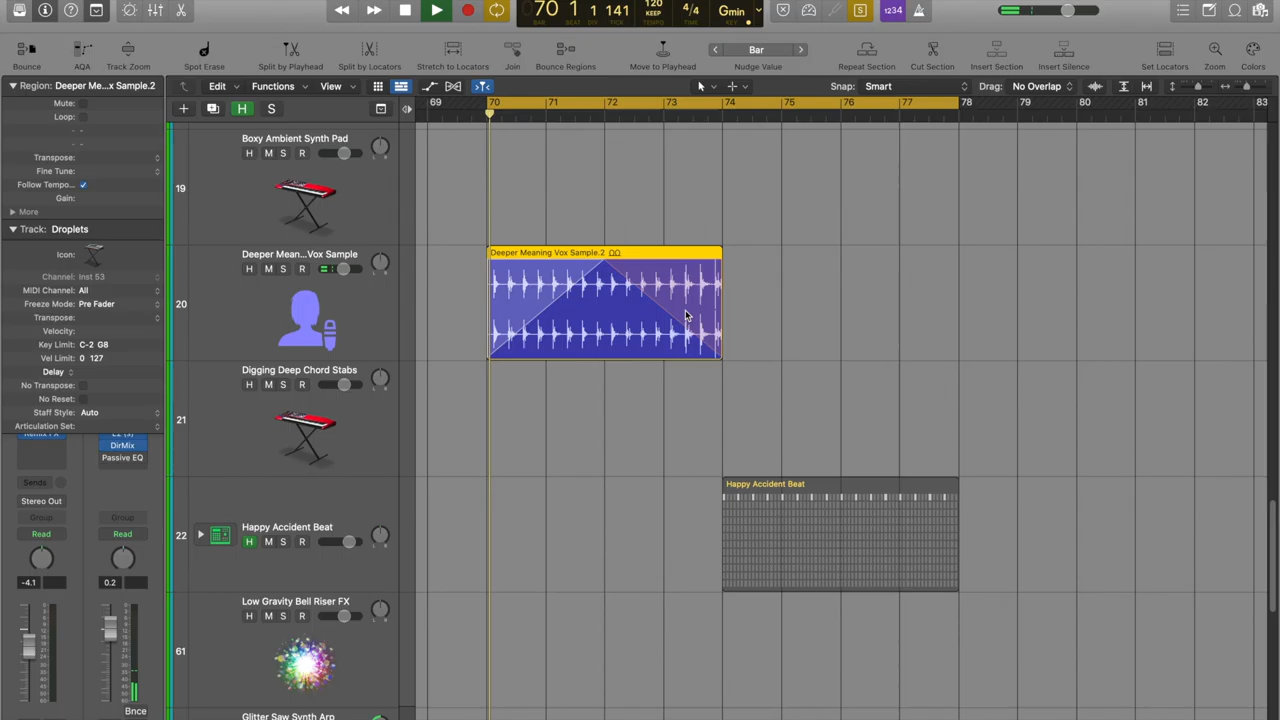 70 1 1 141
BAR BEAT DIV TICK
120
KEEP
TEMPO
4/4
TIME
Gmin
KEY
S
1234
Bounce
AQA
Track Zoom
Spot Erase
Split by Playhead
Split by Locators
Stretch to Locators
Join
Bounce Regions
Move to Playhead
Bar
Nudge Value
Repeat Section
Cut Section
Insert Section
Insert Silence
Set Locators
Zoom
Colors
Region: Deeper Me...x Sample.2
Edit
Functions
View
Snap: Smart
Drag: No Overlap
H
S
69 70 71 72 73 74 75 76 77 78 79 80 81 82 83
Mute:
Loop:
- -
- -
Transpose:
Fine Tune:
Follow Tempo...
Gain:
More
Track: Droplets
Icon:
Channel: Inst 53
MIDI Channel: All
Freeze Mode: Pre Fader
Transpose:
Velocity:
Key Limit: C-2 G8
Vel Limit: 0 127
Delay
No Transpose:
No Reset:
Staff Style: Auto
Articulation Set:
DirMix
Passive EQ
Sends
Stereo Out
Group
Group
Read
Read
-4.1
0.2
Bnce
19
Boxy Ambient Synth Pad
H M S R
20
Deeper Mean...Vox Sample
H M S R
Deeper Meaning Vox Sample.2
21
Digging Deep Chord Stabs
H M S R
22
Happy Accident Beat
H M S R
Happy Accident Beat
61
Low Gravity Bell Riser FX
H M S R
Glitter Saw Synth Arp